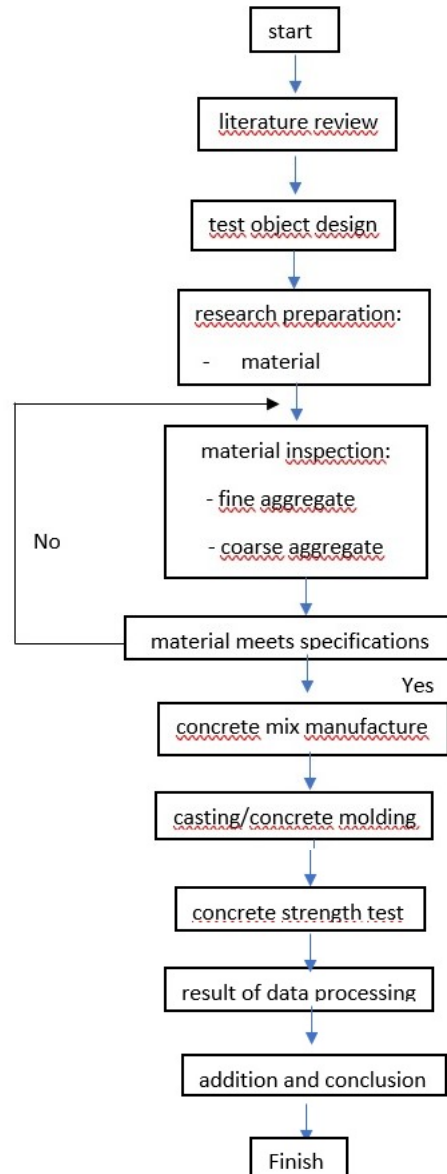 start
literature review
test object design
research preparation:
- material
material inspection:
- fine aggregate
- coarse aggregate
No
material meets specifications
Yes
concrete mix manufacture
casting/concrete molding
concrete strength test
result of data processing
addition and conclusion
Finish